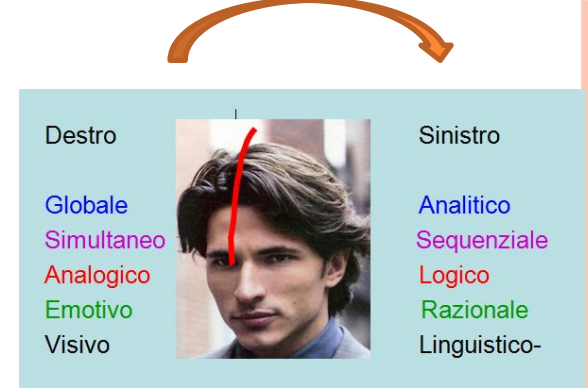 Destro Sinistro
Globale Analitico
Simultaneo Sequenziale
Analogico Logico
Emotivo Razionale
Visivo Linguistico-